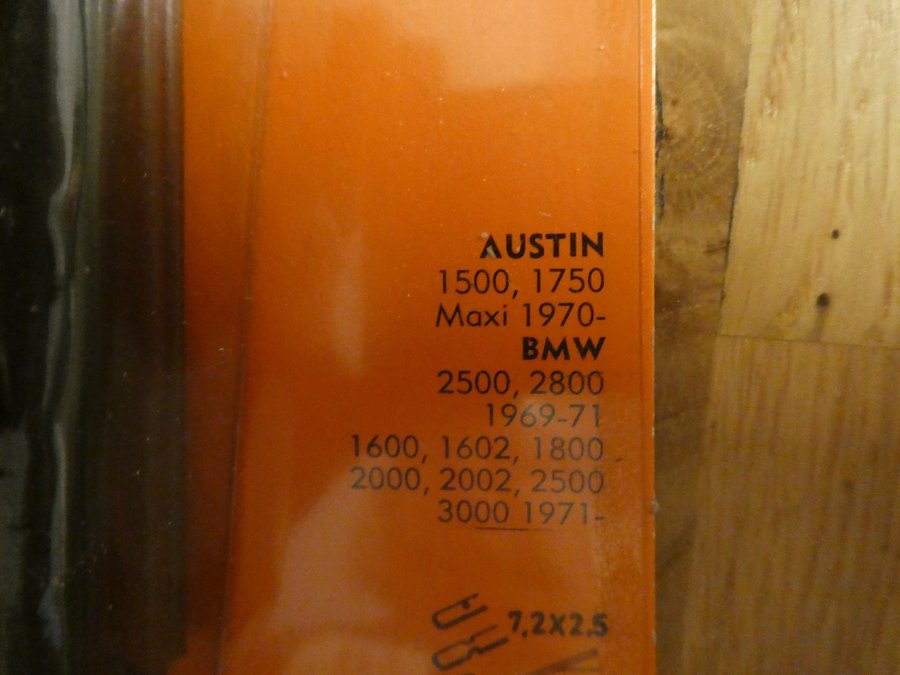 AUSTIN
1500, 1750
Maxi 1970-
BMW
2500, 2800
1969-71
1600, 1602, 1800
2000, 2002, 2500
3000 1971-
7,2X2,5